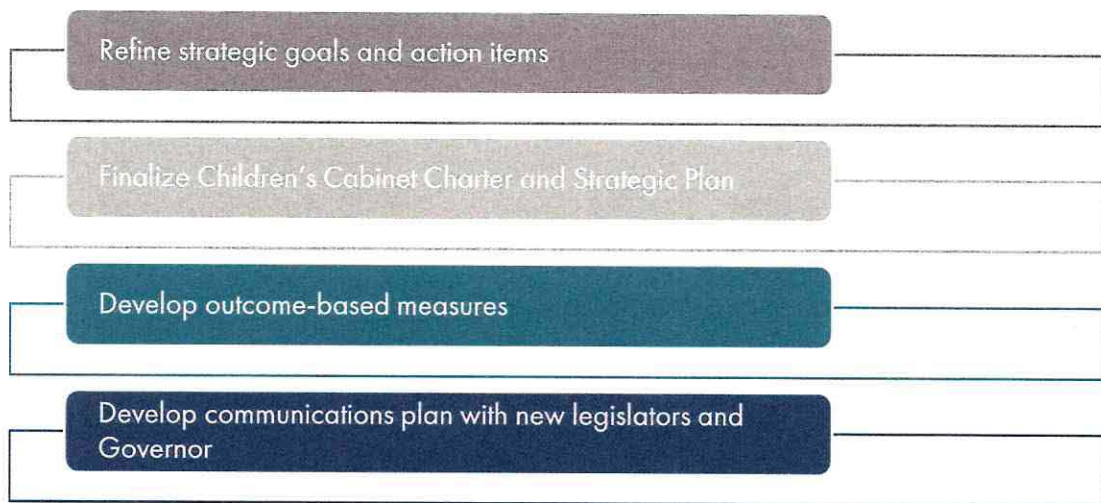 Refine strategic goals and action items
Finalize Children's Cabinet Charter and Strategic Plan
Develop outcome-based measures
Develop communications plan with new legislators and
Governor